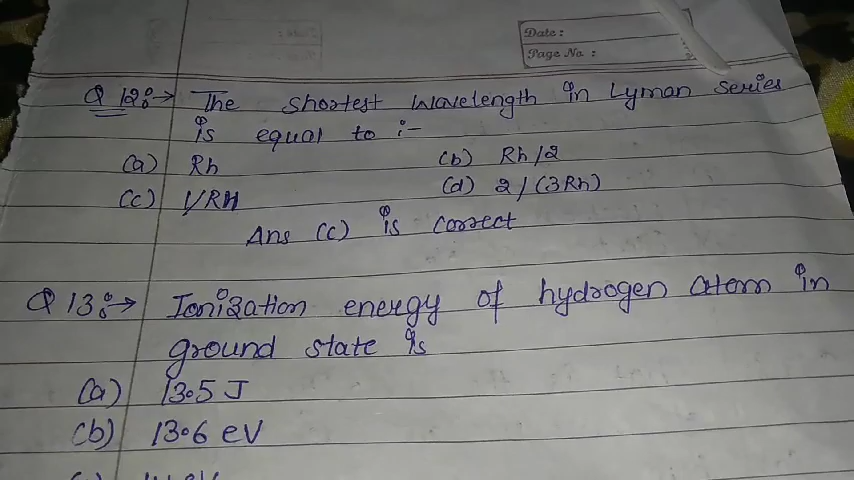 Date :
Page No :
Q 12 :→ The shortest wavelength in Lyman series
is equal to :-
(a) Rh (b) Rh/2
(c) 1/RH (d) 2/(3Rh)
Ans (c) is correct
Q 13 :→ Ionization energy of hydrogen atom in
ground state is
(a) 13.5 J
(b) 13.6 eV